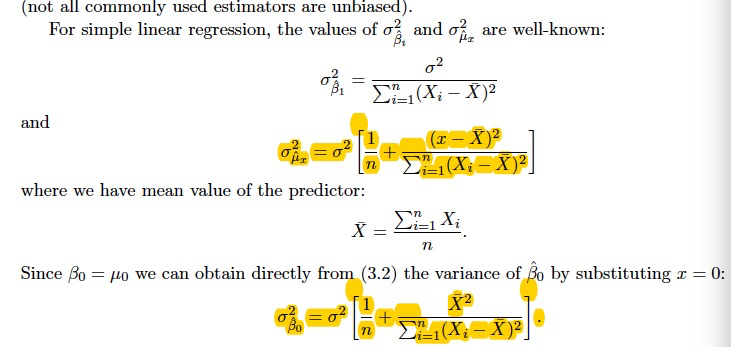 (not all commonly used estimators are unbiased).
For simple linear regression, the values of $\sigma^2_{\hat{\beta}_i}$ and $\sigma^2_{\hat{\mu}_x}$ are well-known:
$\sigma^2_{\hat{\beta}_1} = \frac{\sigma^2}{\sum_{i=1}^n (X_i - \bar{X})^2}$
and
$\sigma^2_{\hat{\mu}_x} = \sigma^2 \left[ \frac{1}{n} + \frac{(x - \bar{X})^2}{\sum_{i=1}^n (X_i - \bar{X})^2} \right]$
where we have mean value of the predictor:
$\bar{X} = \frac{\sum_{i=1}^n X_i}{n}.$
Since $\beta_0 = \mu_0$ we can obtain directly from (3.2) the variance of $\hat{\beta}_0$ by substituting $x = 0$:
$\sigma^2_{\hat{\beta}_0} = \sigma^2 \left[ \frac{1}{n} + \frac{\bar{X}^2}{\sum_{i=1}^n (X_i - \bar{X})^2} \right].$